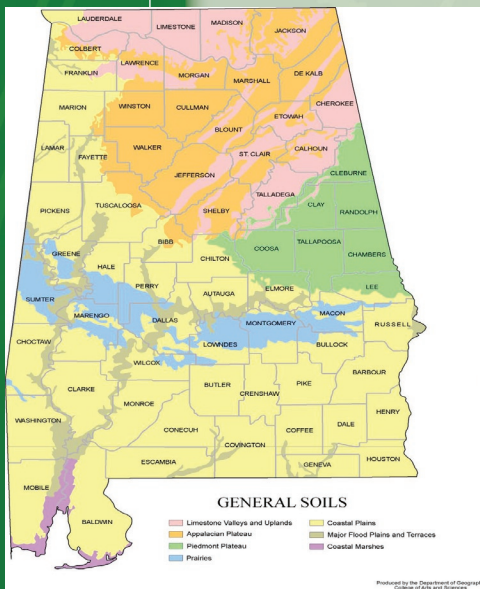 LAUDERDALE
LIMESTONE
MADISON
JACKSON
COLBERT
LAWRENCE
FRANKLIN
MORGAN
MARSHALL
DE KALB
MARION
WINSTON
CULLMAN
CHEROKEE
ETOWAH
BLOUNT
LAMAR
FAYETTE
WALKER
ST. CLAIR
CALHOUN
JEFFERSON
CLEBURNE
TALLADEGA
CLAY
RANDOLPH
PICKENS
TUSCALOOSA
SHELBY
BIBB
COOSA
TALLAPOOSA
CHAMBERS
GREENE
HALE
CHILTON
PERRY
AUTAUGA
ELMORE
LEE
SUMTER
MARENGO
DALLAS
MONTGOMERY
MACON
RUSSELL
CHOCTAW
LOWNDES
BULLOCK
WILCOX
CLARKE
BUTLER
CRENSHAW
PIKE
BARBOUR
MONROE
WASHINGTON
CONECUH
COFFEE
DALE
HENRY
COVINGTON
ESCAMBIA
GENEVA
HOUSTON
MOBILE
BALDWIN
GENERAL SOILS
Limestone Valleys and Uplands
Appalacian Plateau
Piedmont Plateau
Prairies
Coastal Plains
Major Flood Plains and Terraces
Coastal Marshes
Produced by the Department of Geograph
College of Arts and Sciences